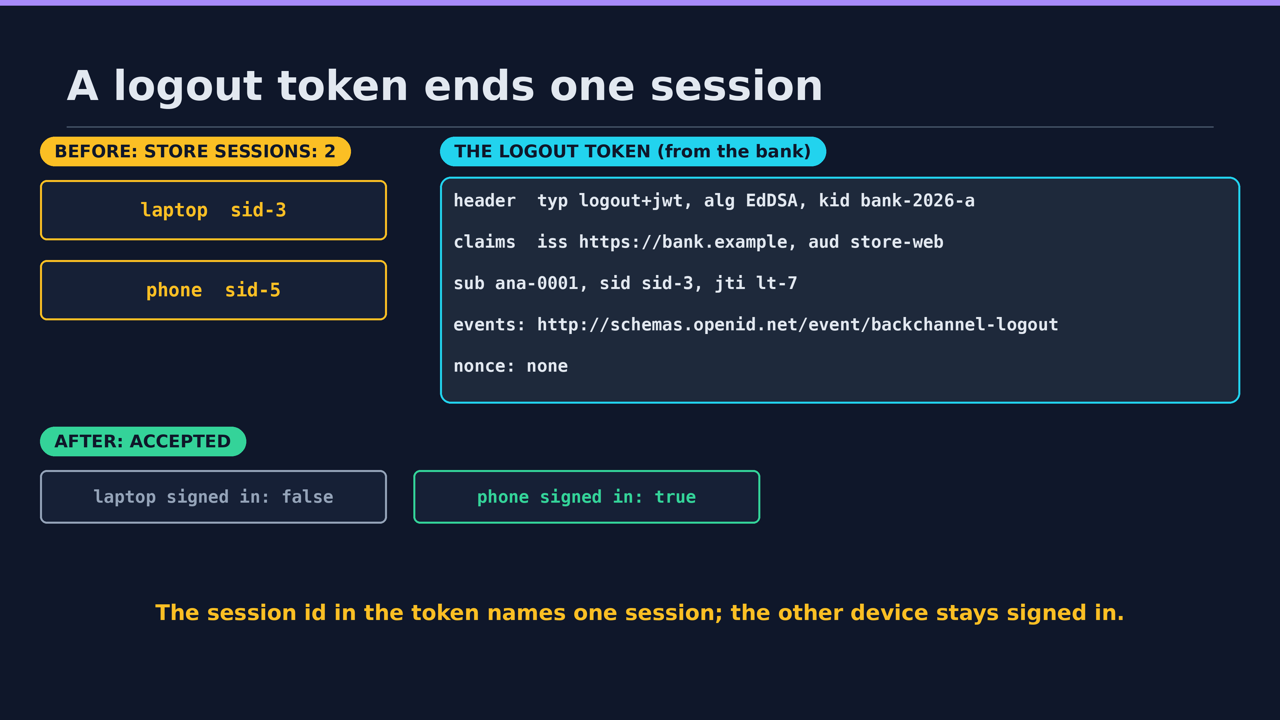 A logout token ends one session
BEFORE: STORE SESSIONS: 2
laptop  sid-3
phone  sid-5
THE LOGOUT TOKEN (from the bank)
header  typ logout+jwt, alg EdDSA, kid bank-2026-a
claims  iss https://bank.example, aud store-web
sub ana-0001, sid sid-3, jti lt-7
events: http://schemas.openid.net/event/backchannel-logout
nonce: none
AFTER: ACCEPTED
laptop signed in: false
phone signed in: true
The session id in the token names one session; the other device stays signed in.